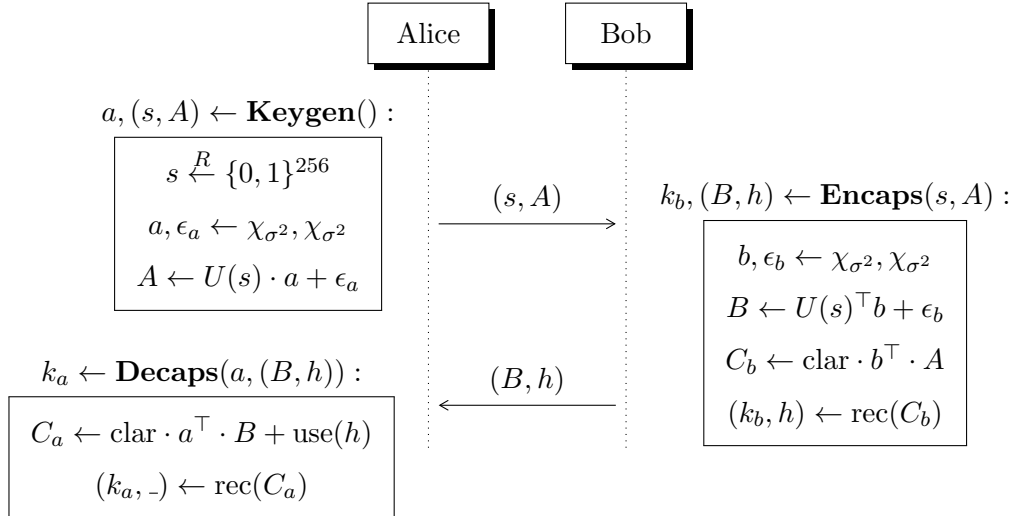 Alice
Bob
a, (s, A) ← Keygen() :
s ←R {0, 1}^256
a, ϵ_a ← χ_σ², χ_σ²
A ← U(s) · a + ϵ_a
(s, A)
k_b, (B, h) ← Encaps(s, A) :
b, ϵ_b ← χ_σ², χ_σ²
B ← U(s)^⊤ b + ϵ_b
C_b ← clar · b^⊤ · A
(k_b, h) ← rec(C_b)
(B, h)
k_a ← Decaps(a, (B, h)) :
C_a ← clar · a^⊤ · B + use(h)
(k_a, _) ← rec(C_a)